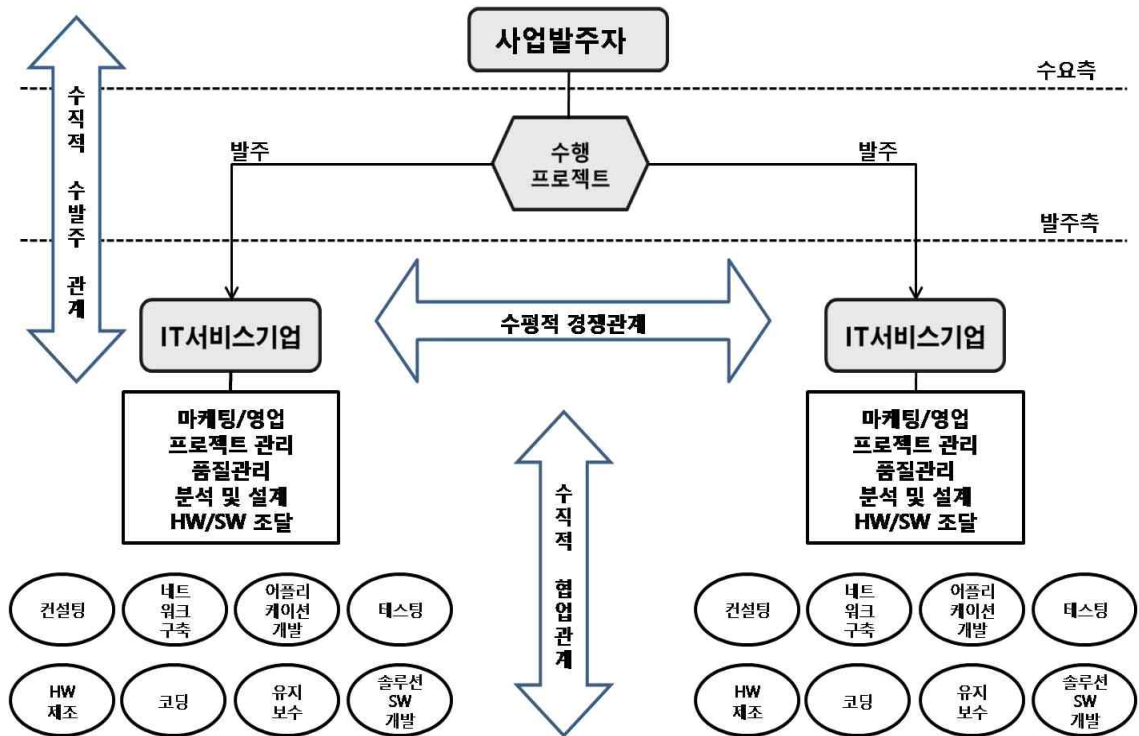 사업발주자
수요측
수행
프로젝트
발주
발주
발주측
수직적 수발주 관계
수평적 경쟁관계
IT서비스기업
IT서비스기업
마케팅/영업
프로젝트 관리
품질관리
분석 및 설계
HW/SW 조달
마케팅/영업
프로젝트 관리
품질관리
분석 및 설계
HW/SW 조달
수직적 협업관계
컨설팅
네트
워크
구축
어플리
케이션
개발
테스팅
HW
제조
코딩
유지
보수
솔루션
SW
개발
컨설팅
네트
워크
구축
어플리
케이션
개발
테스팅
HW
제조
코딩
유지
보수
솔루션
SW
개발